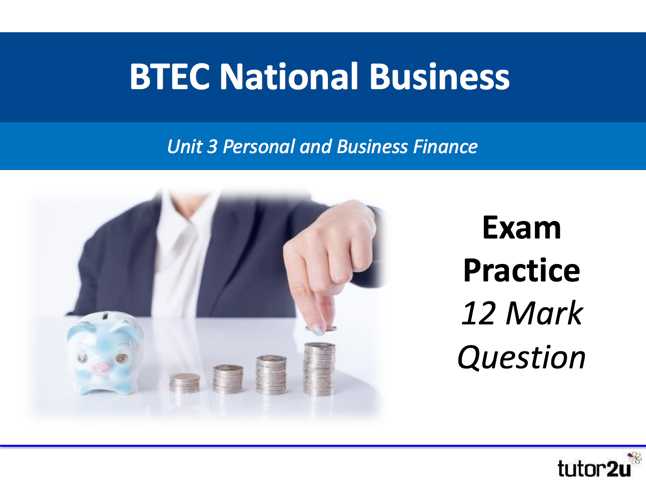 BTEC National Business
Unit 3 Personal and Business Finance
Exam
Practice
12 Mark
Question
tutor2u